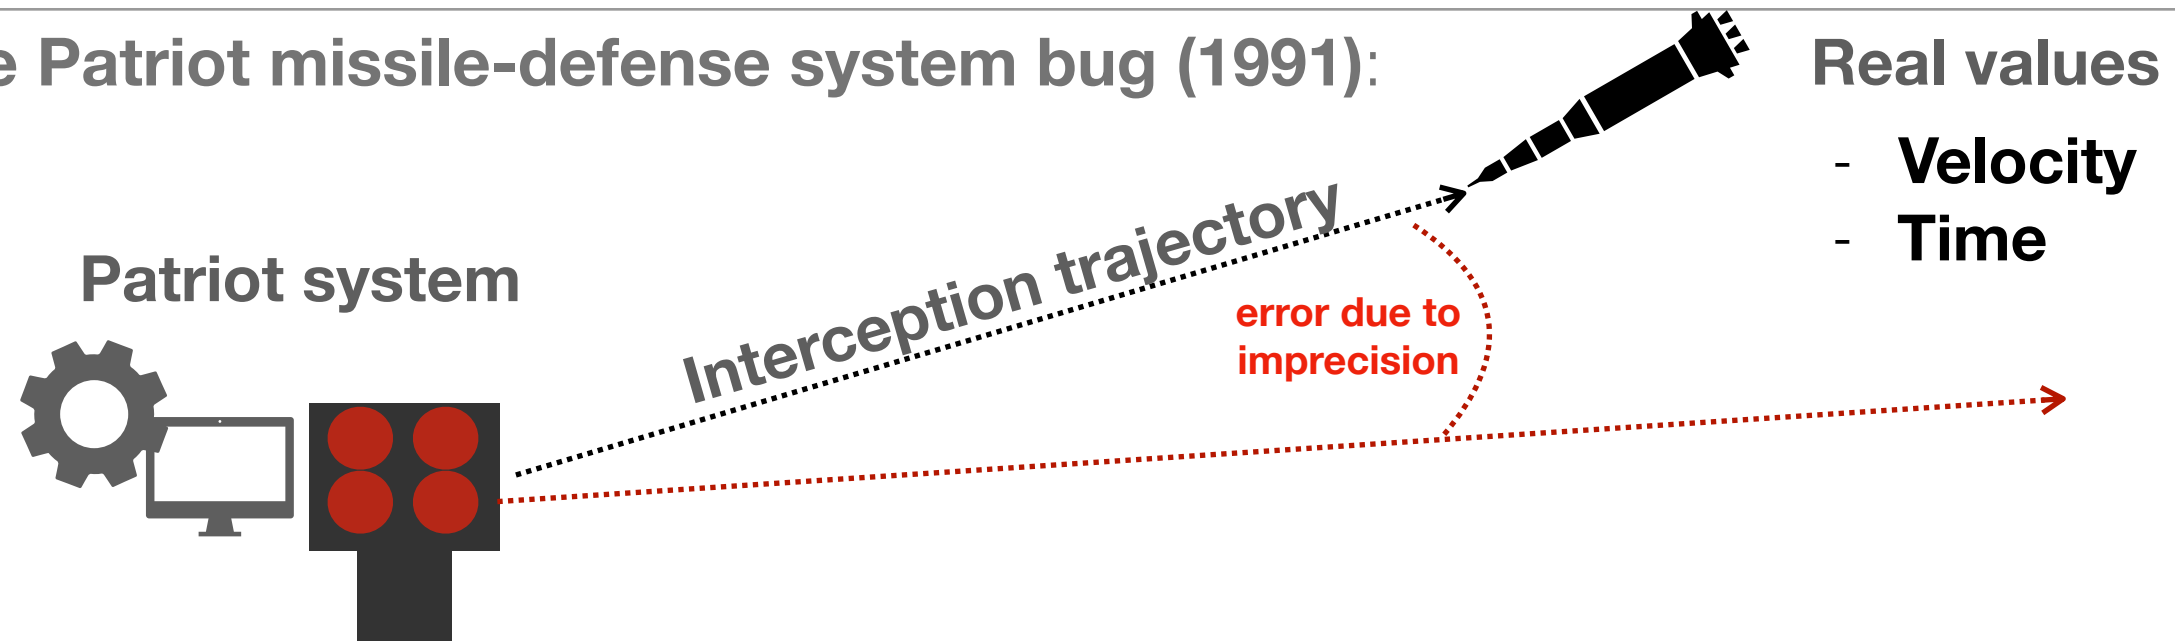 e Patriot missile-defense system bug (1991):
Real values
- Velocity
- Time
Patriot system
Interception trajectory
error due to
imprecision